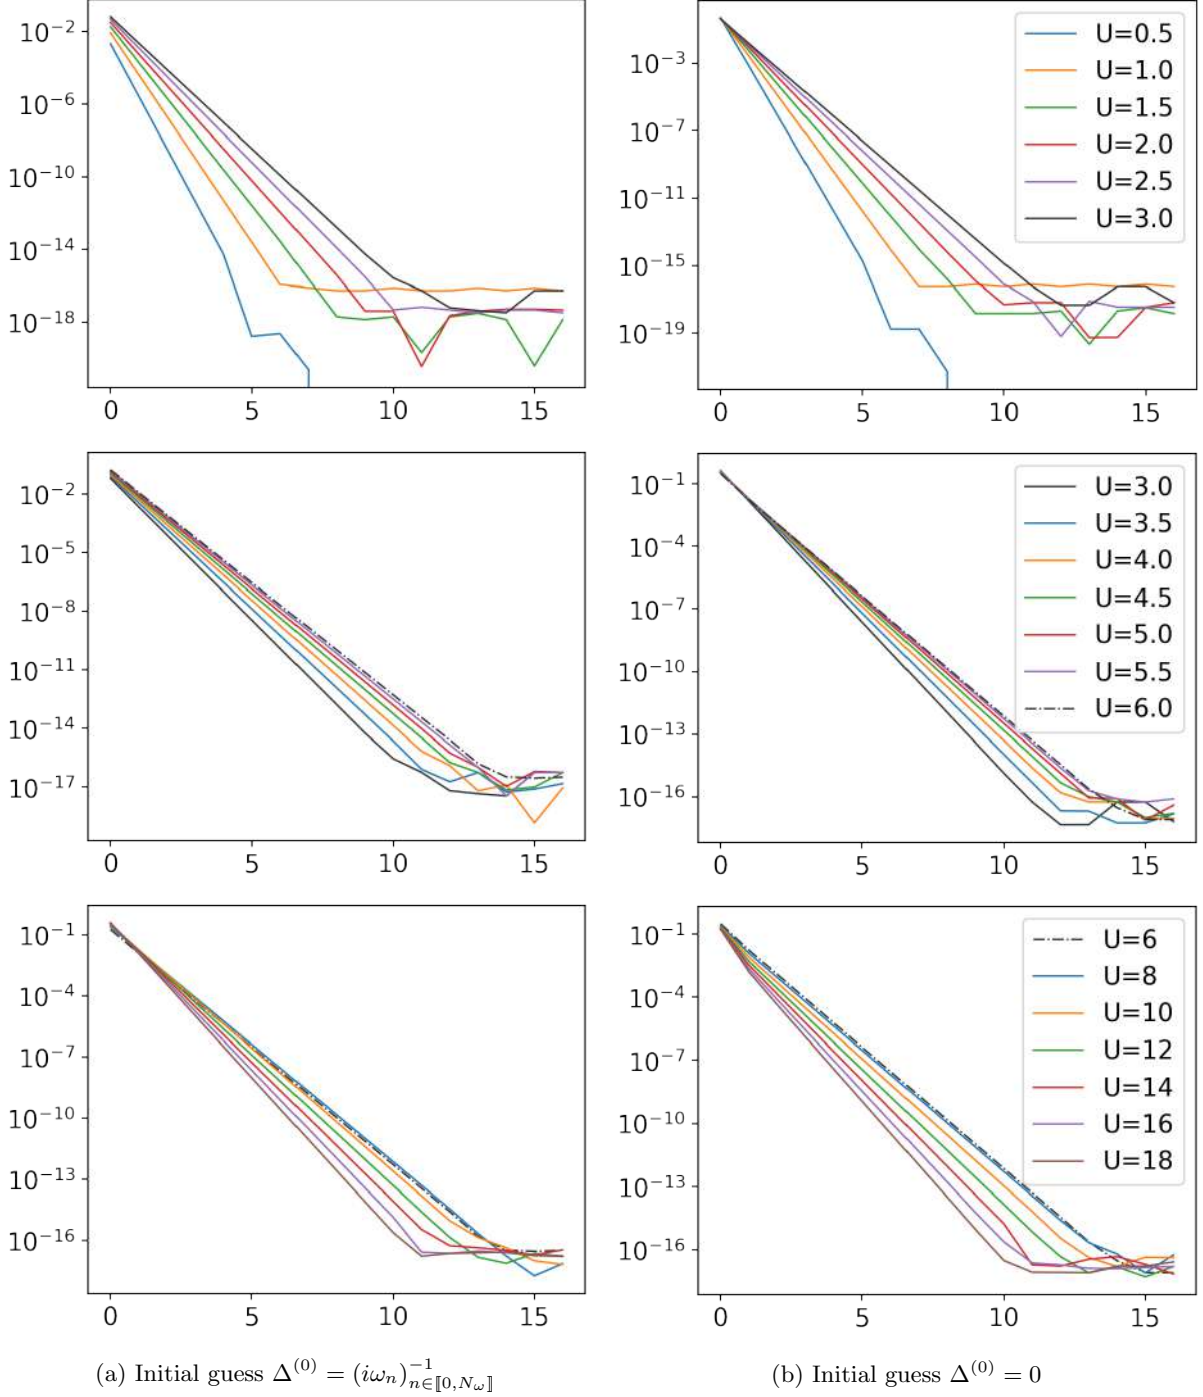 10⁻²
10⁻⁶
10⁻¹⁰
10⁻¹⁴
10⁻¹⁸
0 5 10 15
10⁻³
10⁻⁷
10⁻¹¹
10⁻¹⁵
10⁻¹⁹
0 5 10 15
U=0.5
U=1.0
U=1.5
U=2.0
U=2.5
U=3.0
10⁻²
10⁻⁵
10⁻⁸
10⁻¹¹
10⁻¹⁴
10⁻¹⁷
0 5 10 15
10⁻¹
10⁻⁴
10⁻⁷
10⁻¹⁰
10⁻¹³
10⁻¹⁶
0 5 10 15
U=3.0
U=3.5
U=4.0
U=4.5
U=5.0
U=5.5
U=6.0
10⁻¹
10⁻⁴
10⁻⁷
10⁻¹⁰
10⁻¹³
10⁻¹⁶
0 5 10 15
10⁻¹
10⁻⁴
10⁻⁷
10⁻¹⁰
10⁻¹³
10⁻¹⁶
0 5 10 15
U=6
U=8
U=10
U=12
U=14
U=16
U=18
(a) Initial guess Δ⁽⁰⁾ = (iωₙ)⁻¹_{n∈⟦0,N_ω⟧}
(b) Initial guess Δ⁽⁰⁾ = 0